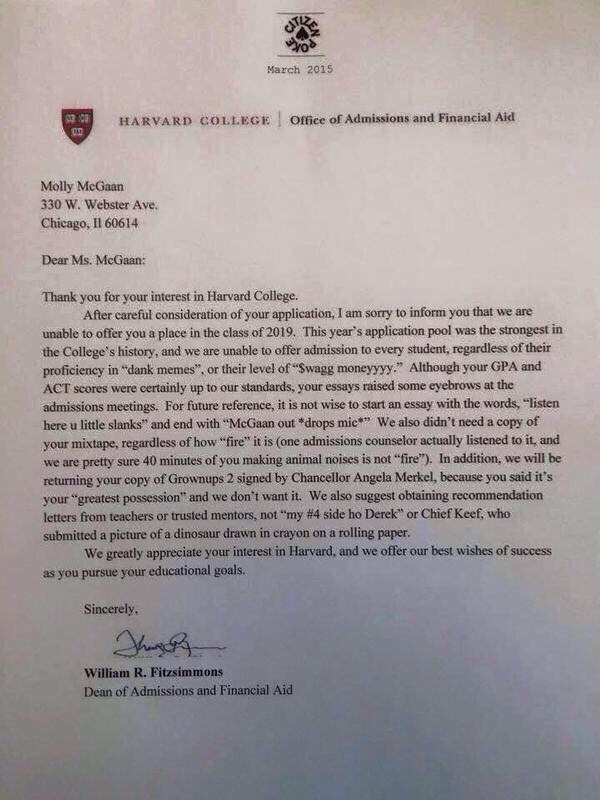 CITIZEN
POKE
March 2015
HARVARD COLLEGE | Office of Admissions and Financial Aid
Molly McGaan
330 W. Webster Ave.
Chicago, Il 60614
Dear Ms. McGaan:
Thank you for your interest in Harvard College.
After careful consideration of your application, I am sorry to inform you that we are
unable to offer you a place in the class of 2019. This year's application pool was the strongest in
the College's history, and we are unable to offer admission to every student, regardless of their
proficiency in “dank memes”, or their level of “$wagg moneyyyy.” Although your GPA and
ACT scores were certainly up to our standards, your essays raised some eyebrows at the
admissions meetings. For future reference, it is not wise to start an essay with the words, “listen
here u little slanks” and end with “McGaan out *drops mic*” We also didn't need a copy of
your mixtape, regardless of how “fire” it is (one admissions counselor actually listened to it, and
we are pretty sure 40 minutes of you making animal noises is not “fire”). In addition, we will be
returning your copy of Grownups 2 signed by Chancellor Angela Merkel, because you said it's
your “greatest possession” and we don't want it. We also suggest obtaining recommendation
letters from teachers or trusted mentors, not “my #4 side ho Derek” or Chief Keef, who
submitted a picture of a dinosaur drawn in crayon on a rolling paper.
We greatly appreciate your interest in Harvard, and we offer our best wishes of success
as you pursue your educational goals.
Sincerely,
William R. Fitzsimmons
Dean of Admissions and Financial Aid